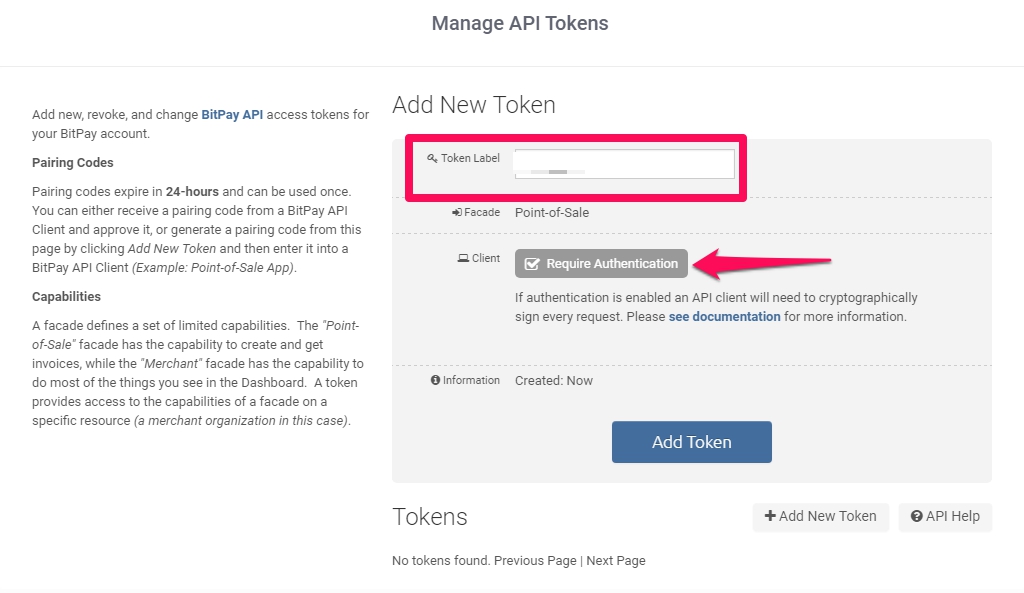 Manage API Tokens
Add new, revoke, and change BitPay API access tokens for
your BitPay account.
Pairing Codes
Pairing codes expire in 24-hours and can be used once.
You can either receive a pairing code from a BitPay API
Client and approve it, or generate a pairing code from this
page by clicking Add New Token and then enter it into a
BitPay API Client (Example: Point-of-Sale App).
Capabilities
A facade defines a set of limited capabilities. The "Point-
of-Sale" facade has the capability to create and get
invoices, while the "Merchant" facade has the capability to
do most of the things you see in the Dashboard. A token
provides access to the capabilities of a facade on a
specific resource (a merchant organization in this case).
Add New Token
Token Label
Facade Point-of-Sale
Client Require Authentication
If authentication is enabled an API client will need to cryptographically
sign every request. Please see documentation for more information.
Information Created: Now
Add Token
Tokens Add New Token API Help
No tokens found. Previous Page | Next Page